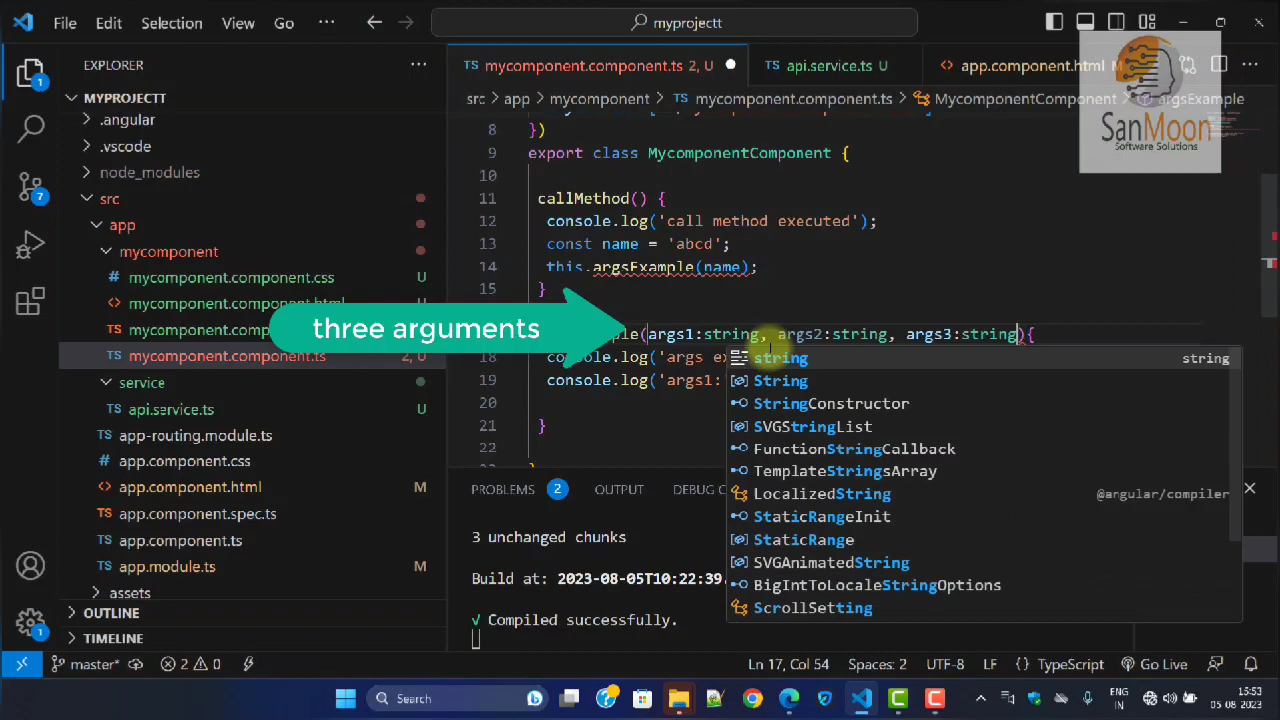 File Edit Selection View Go ··· myprojectt
EXPLORER ···
MYPROJECTT
.angular
.vscode
node_modules
src
app
mycomponent
# mycomponent.component.css U
<> mycomponent.component.html U
TS mycomponent.comp
TS mycomponent.component.ts 2, U
service
TS api.service.ts U
TS app-routing.module.ts
# app.component.css
<> app.component.html M
TS app.component.spec.ts
TS app.component.ts
TS app.module.ts M
assets
OUTLINE
TIMELINE
1
7
1
TS mycomponent.component.ts 2, U
TS api.service.ts U
<> app.component.html M
src > app > mycomponent > TS mycomponent.component.ts > MycomponentComponent > argsExample
SanMoon
Software Solutions
8 })
9 export class MycomponentComponent {
10
11 callMethod() {
12 console.log('call method executed');
13 const name = 'abcd';
14 this.argsExample(name);
15 }
three arguments
ple(args1:string, args2:string, args3:string){
18 console.log('args ex
19 console.log('args1:
20
21 }
22
string string
String
StringConstructor
SVGStringList
FunctionStringCallback
TemplateStringsArray
LocalizedString @angular/compiler
StaticRangeInit
StaticRange
SVGAnimatedString
BigIntToLocaleStringOptions
ScrollSetting
PROBLEMS 2 OUTPUT DEBUG C
3 unchanged chunks
Build at: 2023-08-05T10:22:39.
√ Compiled successfully.
master* 2 0 Ln 17, Col 54 Spaces: 2 UTF-8 LF {} TypeScript Go Live
Search
ENG
IN
15:53
05-08-2023